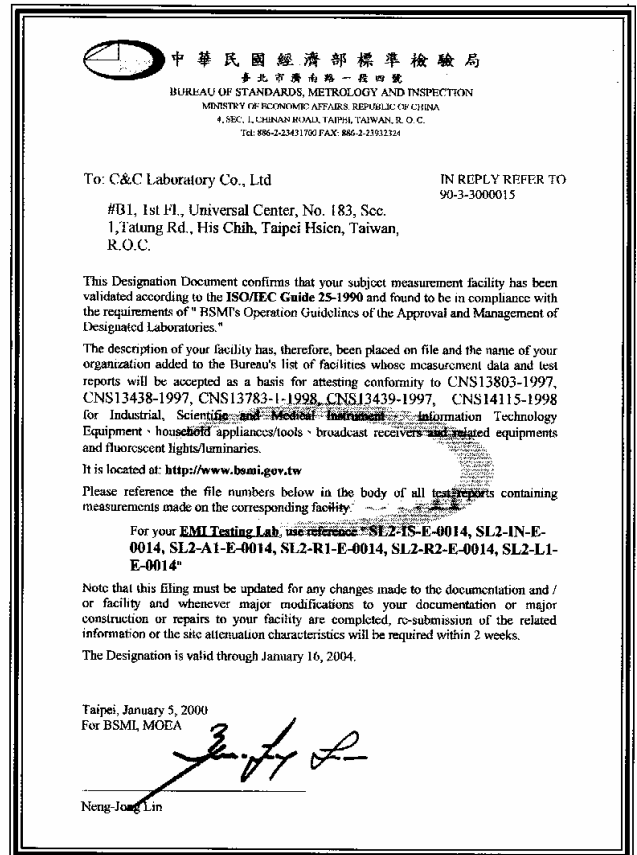 中華民國經濟部標準檢驗局
臺北市濟南路一段四號
BUREAU OF STANDARDS, METROLOGY AND INSPECTION
MINISTRY OF ECONOMIC AFFAIRS. REPUBLIC OF CHINA
4, SEC. 1, CHINAN ROAD, TAIPEI, TAIWAN, R. O. C.
Tel: 886-2-23431700 FAX: 886-2-23932324
To: C&C Laboratory Co., Ltd
IN REPLY REFER TO
90-3-3000015
#B1, 1st Fl., Universal Center, No. 183, Sec.
1,Tatung Rd., His Chih, Taipei Hsien, Taiwan,
R.O.C.
This Designation Document confirms that your subject measurement facility has been
validated according to the ISO/IEC Guide 25-1990 and found to be in compliance with
the requirements of " BSMI's Operation Guidelines of the Approval and Management of
Designated Laboratories."
The description of your facility has, therefore, been placed on file and the name of your
organization added to the Bureau's list of facilities whose measurement data and test
reports will be accepted as a basis for attesting conformity to CNS13803-1997,
CNS13438-1997, CNS13783-1-1998, CNS13439-1997, CNS14115-1998
for Industrial, Scientific and Medical Instrument、Information Technology
Equipment、household appliances/tools、broadcast receivers and related equipments
and fluorescent lights/luminaries.
It is located at: http://www.bsmi.gov.tw
Please reference the file numbers below in the body of all test reports containing
measurements made on the corresponding facility.
For your EMI Testing Lab, use reference "SL2-IS-E-0014, SL2-IN-E-
0014, SL2-A1-E-0014, SL2-R1-E-0014, SL2-R2-E-0014, SL2-L1-
E-0014"
Note that this filing must be updated for any changes made to the documentation and /
or facility and whenever major modifications to your documentation or major
construction or repairs to your facility are completed, re-submission of the related
information or the site attenuation characteristics will be required within 2 weeks.
The Designation is valid through January 16, 2004.
Taipei, January 5, 2000
For BSMI, MOEA
Neng-Jong Lin